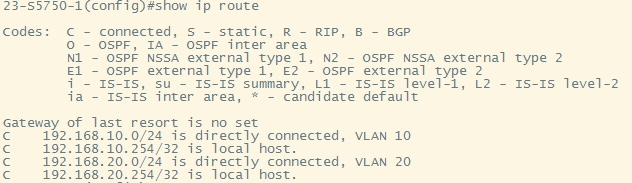 23-S5750-1(config)#show ip route
Codes:  C - connected, S - static, R - RIP, B - BGP
O - OSPF, IA - OSPF inter area
N1 - OSPF NSSA external type 1, N2 - OSPF NSSA external type 2
E1 - OSPF external type 1, E2 - OSPF external type 2
i - IS-IS, su - IS-IS summary, L1 - IS-IS level-1, L2 - IS-IS level-2
ia - IS-IS inter area, * - candidate default
Gateway of last resort is no set
C    192.168.10.0/24 is directly connected, VLAN 10
C    192.168.10.254/32 is local host.
C    192.168.20.0/24 is directly connected, VLAN 20
C    192.168.20.254/32 is local host.